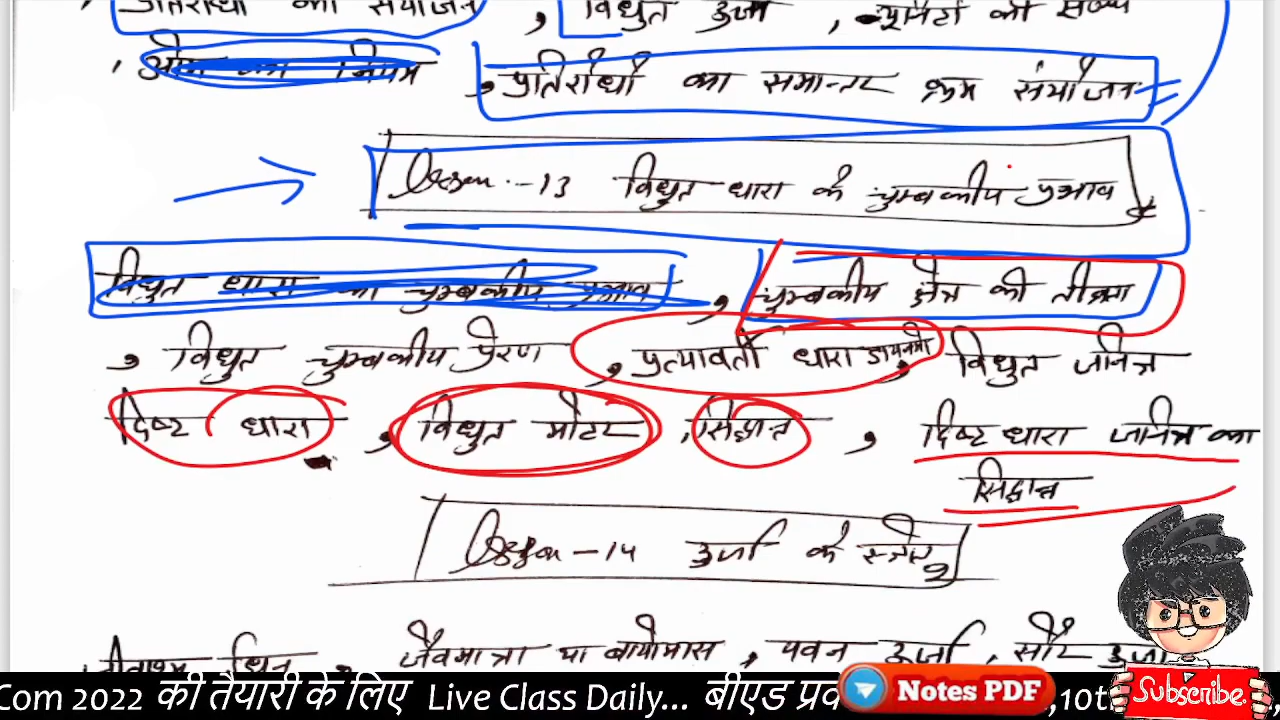 प्रतिरोधों का संयोजन , विधुत ऊर्जा ,
, ओम का नियम , प्रतिरोधों का समान्तर क्रम संयोजन
Lesson :-13 विधुत धारा के चुम्बकीय प्रभाव
विधुत धारा का चुम्बकीय प्रभाव , चुम्बकीय क्षेत्र की तीव्रता
, विधुत चुम्बकीय प्रेरण , प्रत्यावर्ती धारा डायनमो , विधुत जनित्र
दिष्ट धारा , विधुत मोटर , सिद्धान्त , दिष्ट धारा जनित्र का
सिद्धान्त
Lesson -14 ऊर्जा के स्त्रोत
जैवमात्रा या बायोमास , पवन ऊर्जा , सौर ऊर्जा
Com 2022 की तैयारी के लिए Live Class Daily... बीएड प्रव Notes PDF ,10th
Subscribe